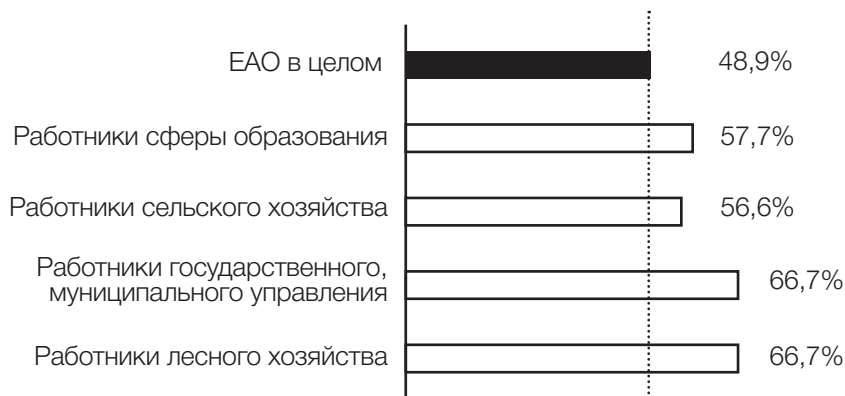 ЕАО в целом 48,9%
Работники сферы образования 57,7%
Работники сельского хозяйства 56,6%
Работники государственного,
муниципального управления 66,7%
Работники лесного хозяйства 66,7%